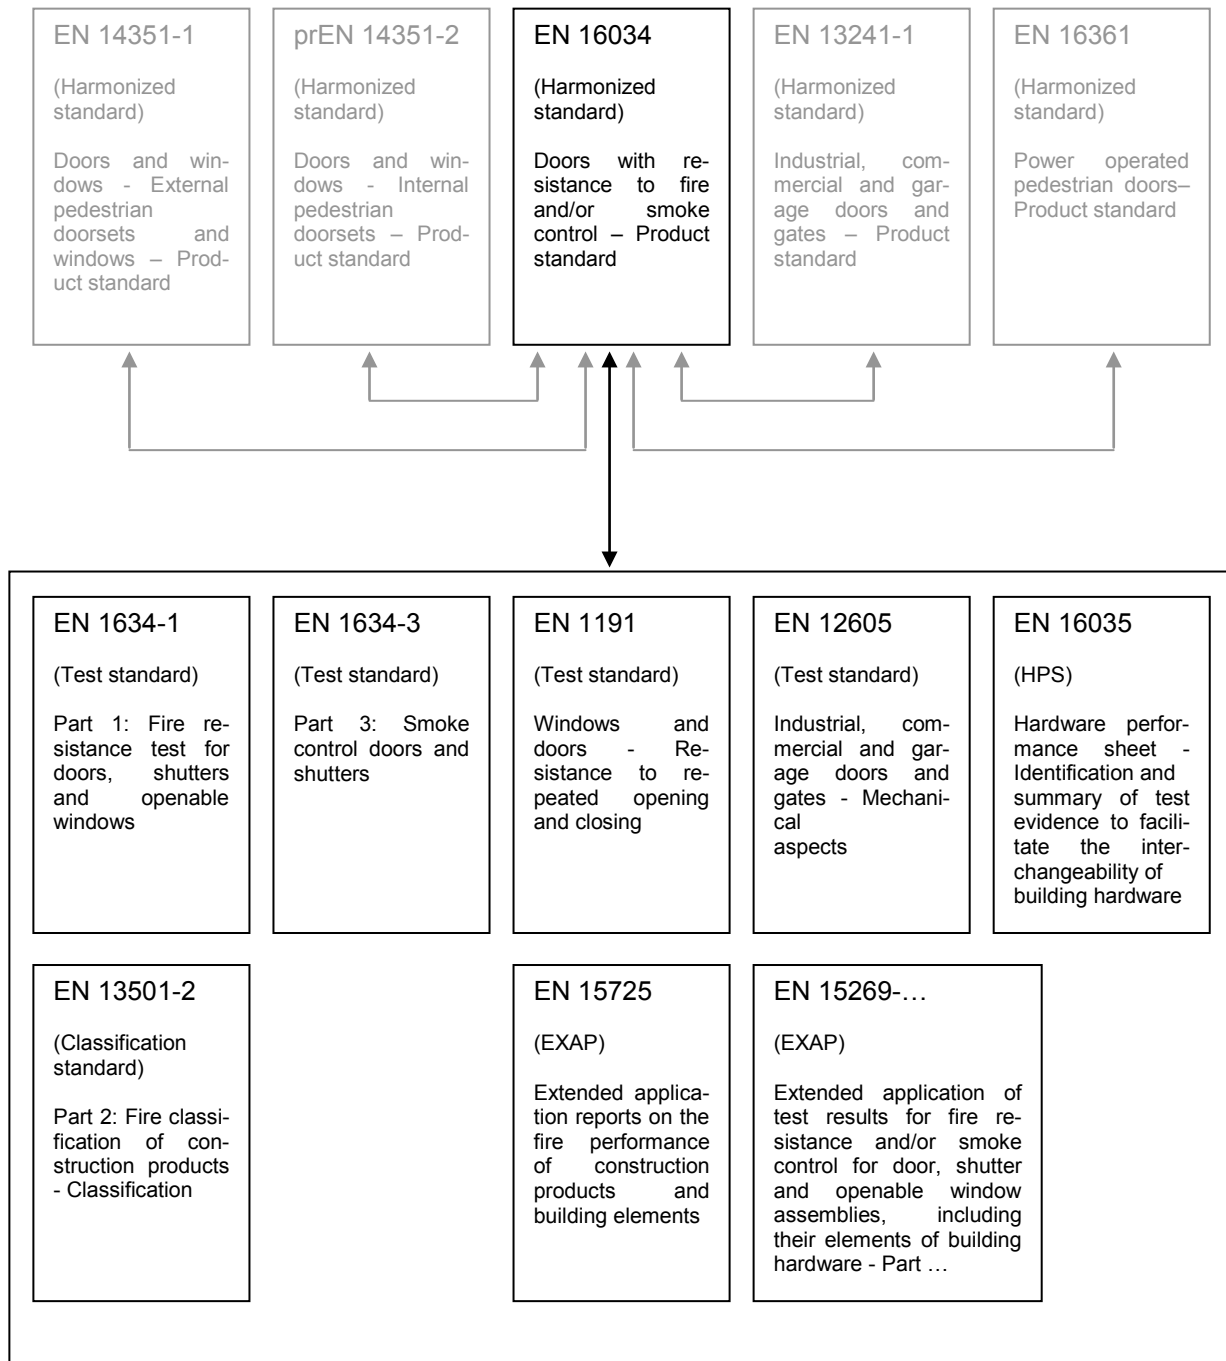 EN 14351-1
(Harmonized
standard)
Doors and win-
dows - External
pedestrian
doorsets and
windows – Prod-
uct standard
prEN 14351-2
(Harmonized
standard)
Doors and win-
dows - Internal
pedestrian
doorsets – Prod-
uct standard
EN 16034
(Harmonized
standard)
Doors with re-
sistance to fire
and/or smoke
control – Product
standard
EN 13241-1
(Harmonized
standard)
Industrial, com-
mercial and gar-
age doors and
gates – Product
standard
EN 16361
(Harmonized
standard)
Power operated
pedestrian doors–
Product standard
EN 1634-1
(Test standard)
Part 1: Fire re-
sistance test for
doors, shutters
and openable
windows
EN 1634-3
(Test standard)
Part 3: Smoke
control doors and
shutters
EN 1191
(Test standard)
Windows and
doors - Re-
sistance to re-
peated opening
and closing
EN 12605
(Test standard)
Industrial, com-
mercial and gar-
age doors and
gates - Mechani-
cal
aspects
EN 16035
(HPS)
Hardware perfor-
mance sheet -
Identification and
summary of test
evidence to facili-
tate the inter-
changeability of
building hardware
EN 13501-2
(Classification
standard)
Part 2: Fire classi-
fication of con-
struction products
- Classification
EN 15725
(EXAP)
Extended applica-
tion reports on the
fire performance
of construction
products and
building elements
EN 15269-…
(EXAP)
Extended application of
test results for fire re-
sistance and/or smoke
control for door, shutter
and openable window
assemblies, including
their elements of building
hardware - Part …